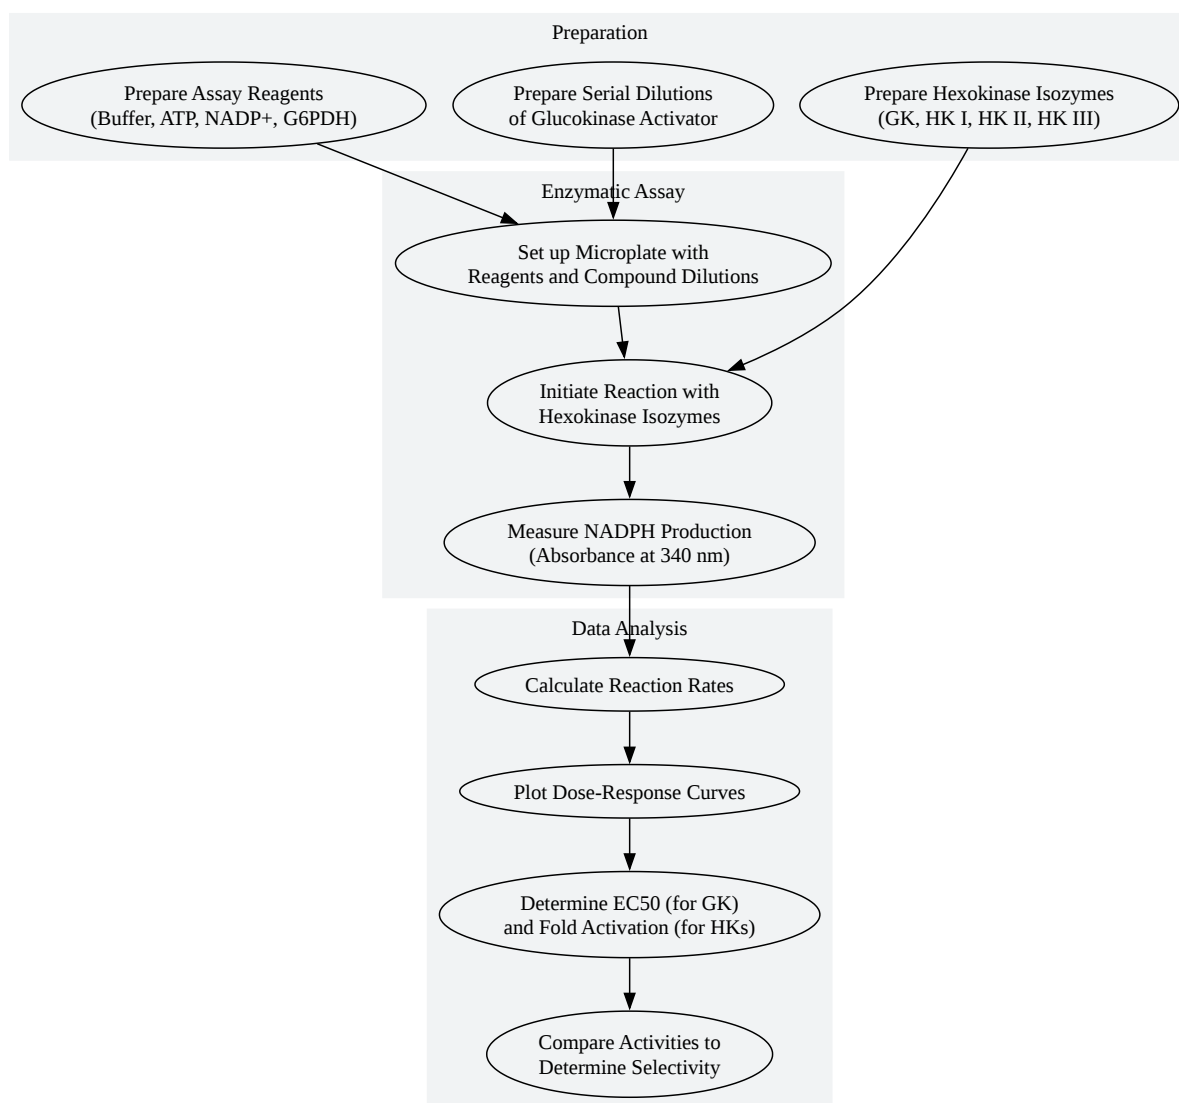 Preparation
Prepare Assay Reagents
(Buffer, ATP, NADP+, G6PDH)
Prepare Serial Dilutions
of Glucokinase Activator
Prepare Hexokinase Isozymes
(GK, HK I, HK II, HK III)
Enzymatic Assay
Set up Microplate with
Reagents and Compound Dilutions
Initiate Reaction with
Hexokinase Isozymes
Measure NADPH Production
(Absorbance at 340 nm)
Data Analysis
Calculate Reaction Rates
Plot Dose-Response Curves
Determine EC50 (for GK)
and Fold Activation (for HKs)
Compare Activities to
Determine Selectivity